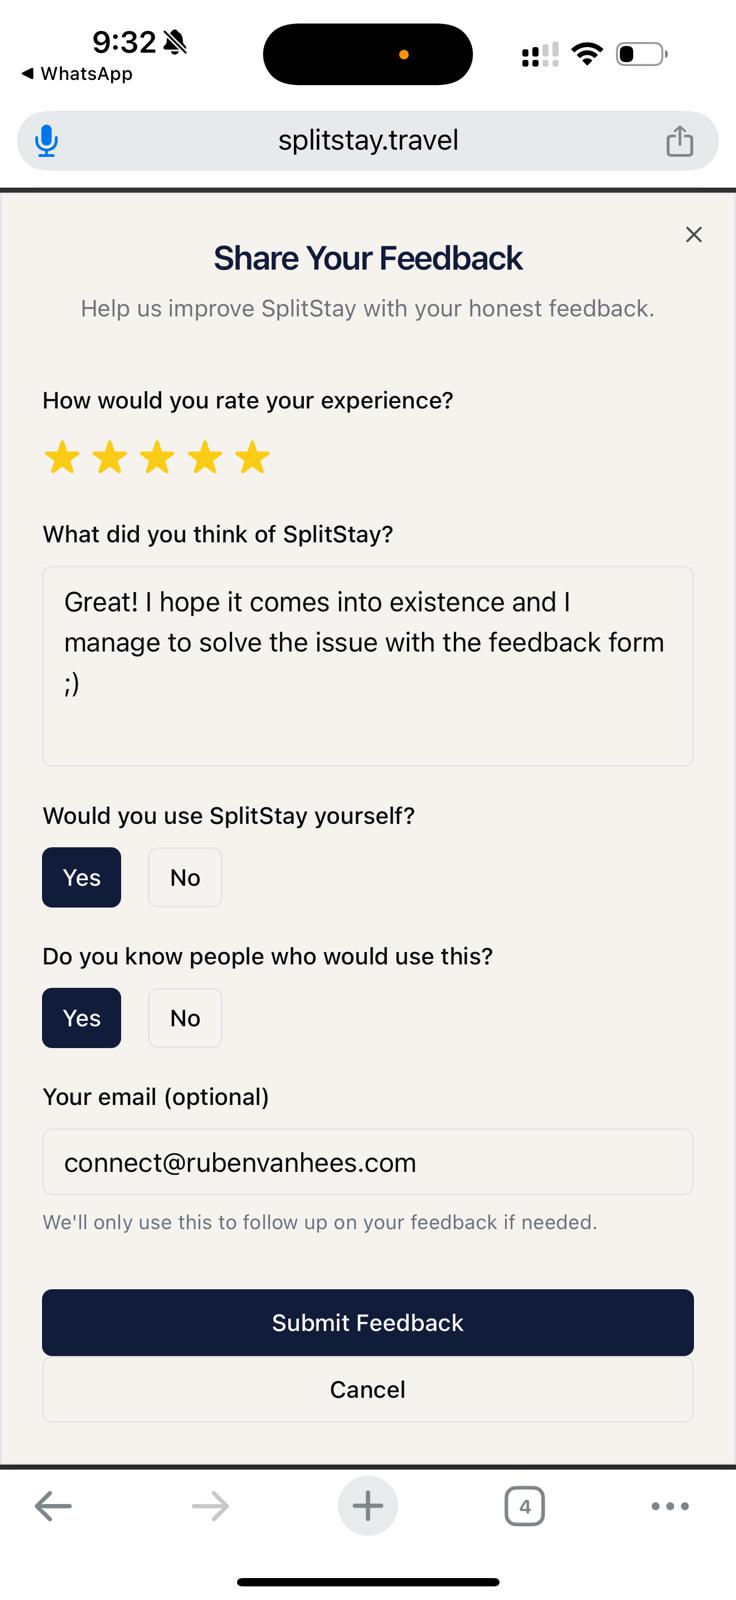 9:32
WhatsApp
splitstay.travel
Share Your Feedback
Help us improve SplitStay with your honest feedback.
How would you rate your experience?
What did you think of SplitStay?
Great! I hope it comes into existence and I
manage to solve the issue with the feedback form
;)
Would you use SplitStay yourself?
Yes No
Do you know people who would use this?
Yes No
Your email (optional)
connect@rubenvanhees.com
We'll only use this to follow up on your feedback if needed.
Submit Feedback
Cancel
4